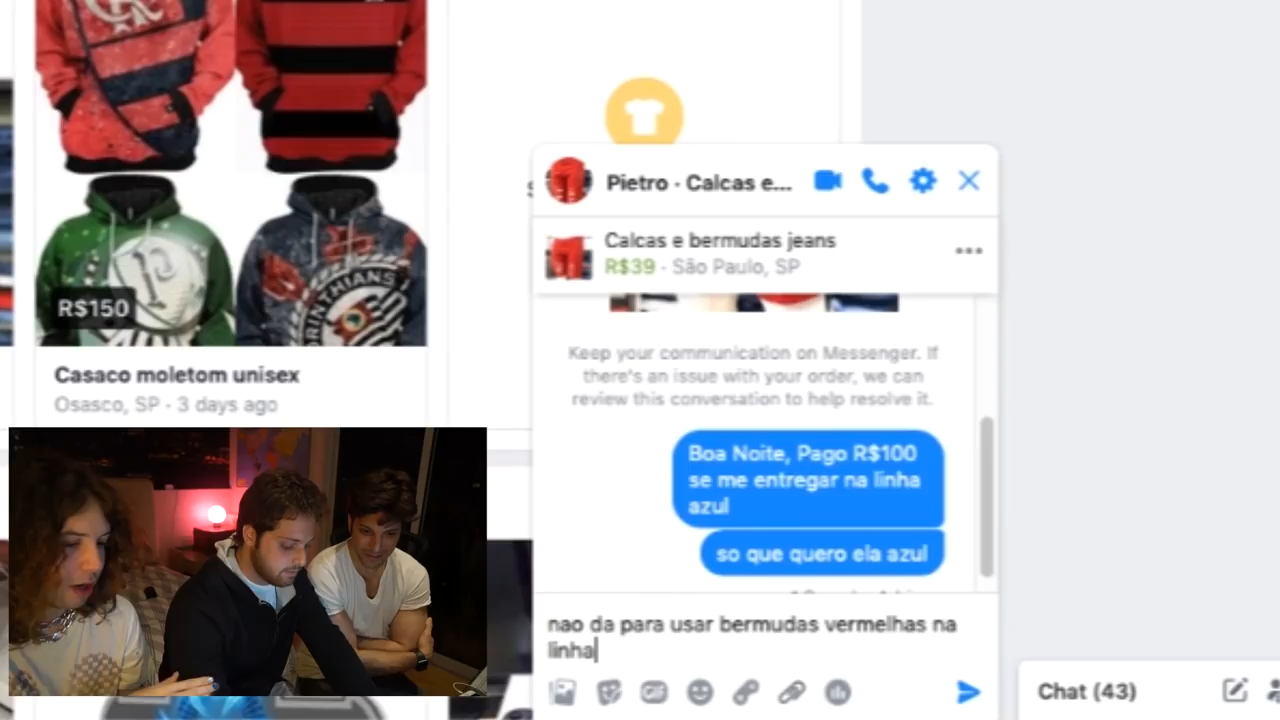 R$150
CORINTHIANS
Casaco moletom unisex
Osasco, SP · 3 days ago
Pietro · Calcas e...
Calcas e bermudas jeans
R$39 · São Paulo, SP
Keep your communication on Messenger. If
there's an issue with your order, we can
review this conversation to help resolve it.
Boa Noite, Pago R$100
se me entregar na linha
azul
so que quero ela azul
nao da para usar bermudas vermelhas na
linha
GIF
Chat (43)